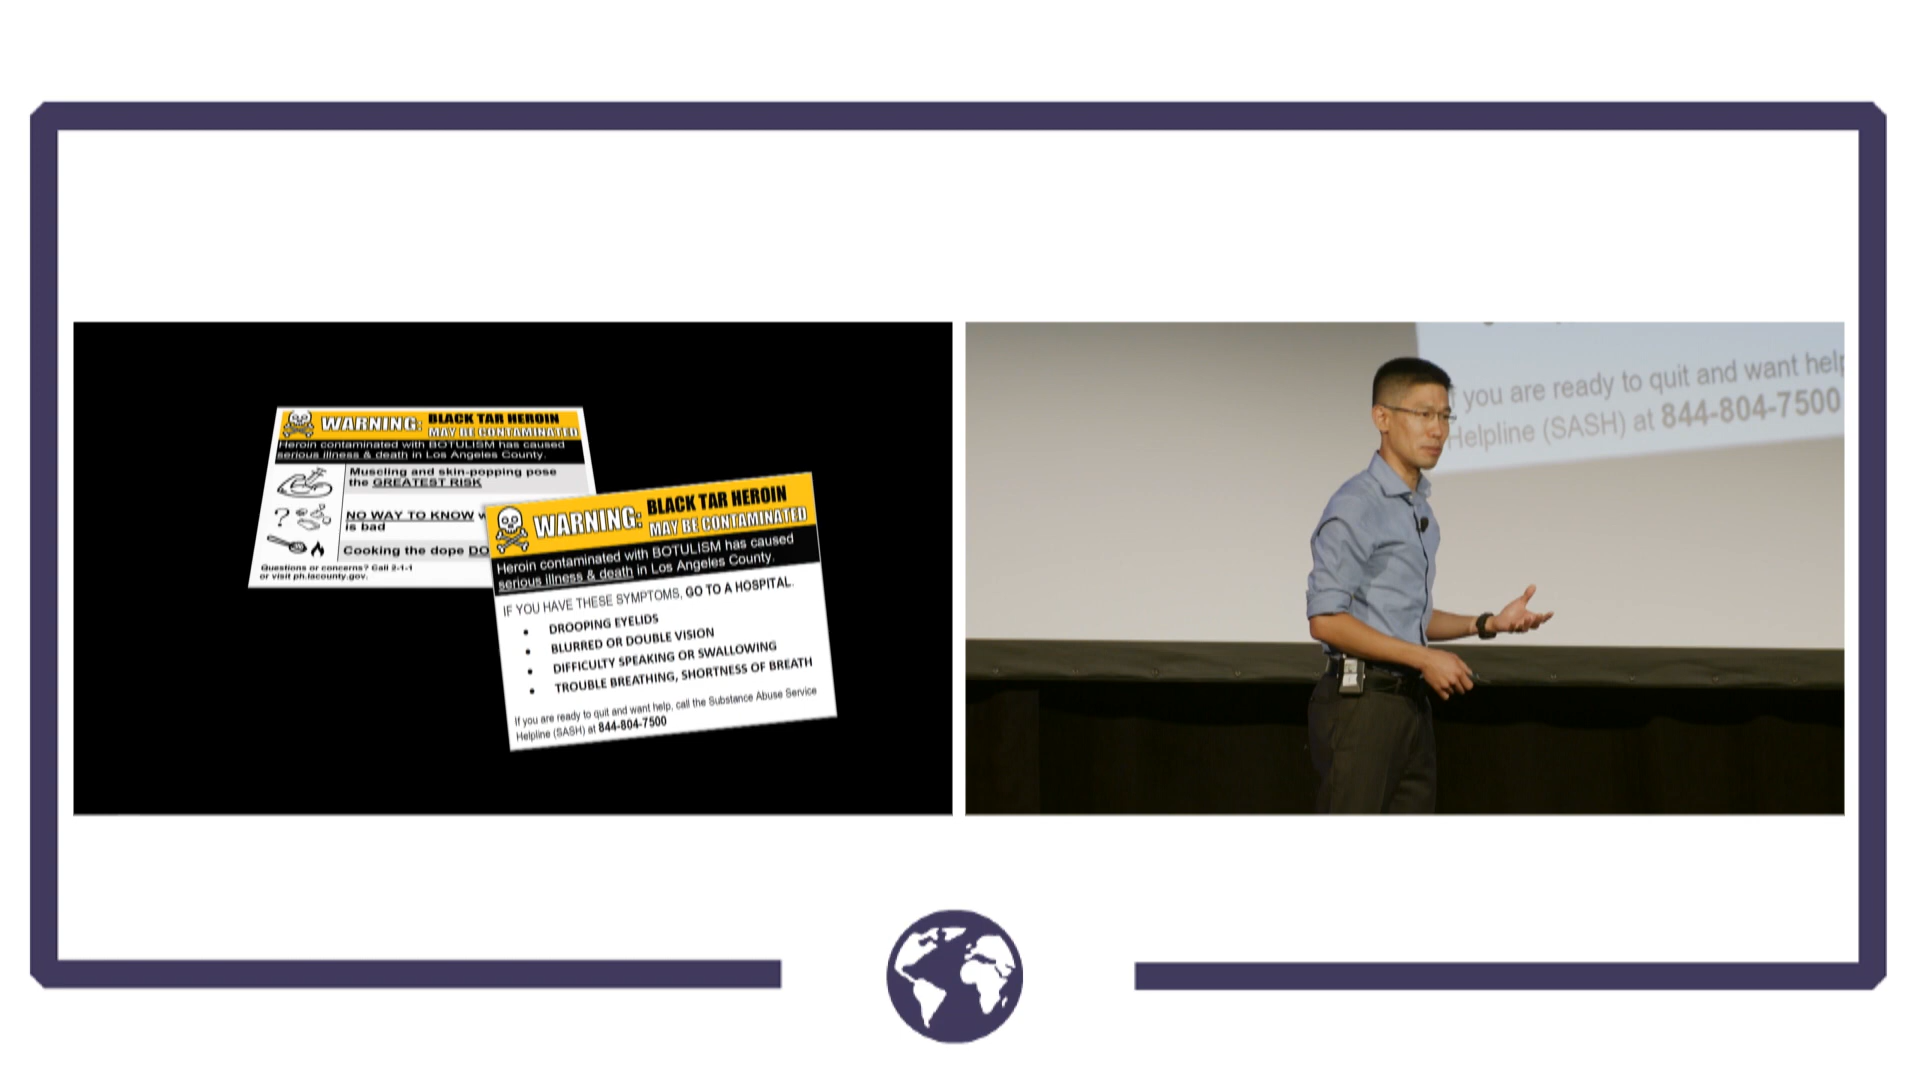 WARNING: BLACK TAR HEROIN
MAY BE CONTAMINATED
Heroin contaminated with BOTULISM has caused
serious illness & death in Los Angeles County.
Muscling and skin-popping pose
the GREATEST RISK
?
NO WAY TO KNOW
is bad
Cooking the dope
Questions or concerns? Call 2-1-1
or visit ph.lacounty.gov.
WARNING: BLACK TAR HEROIN
MAY BE CONTAMINATED
Heroin contaminated with BOTULISM has caused
serious illness & death in Los Angeles County.
IF YOU HAVE THESE SYMPTOMS, GO TO A HOSPITAL.
• DROOPING EYELIDS
• BLURRED OR DOUBLE VISION
• DIFFICULTY SPEAKING OR SWALLOWING
• TROUBLE BREATHING, SHORTNESS OF BREATH
If you are ready to quit and want help, call the Substance Abuse Service
Helpline (SASH) at 844-804-7500
you are ready to quit and want help
Helpline (SASH) at 844-804-7500